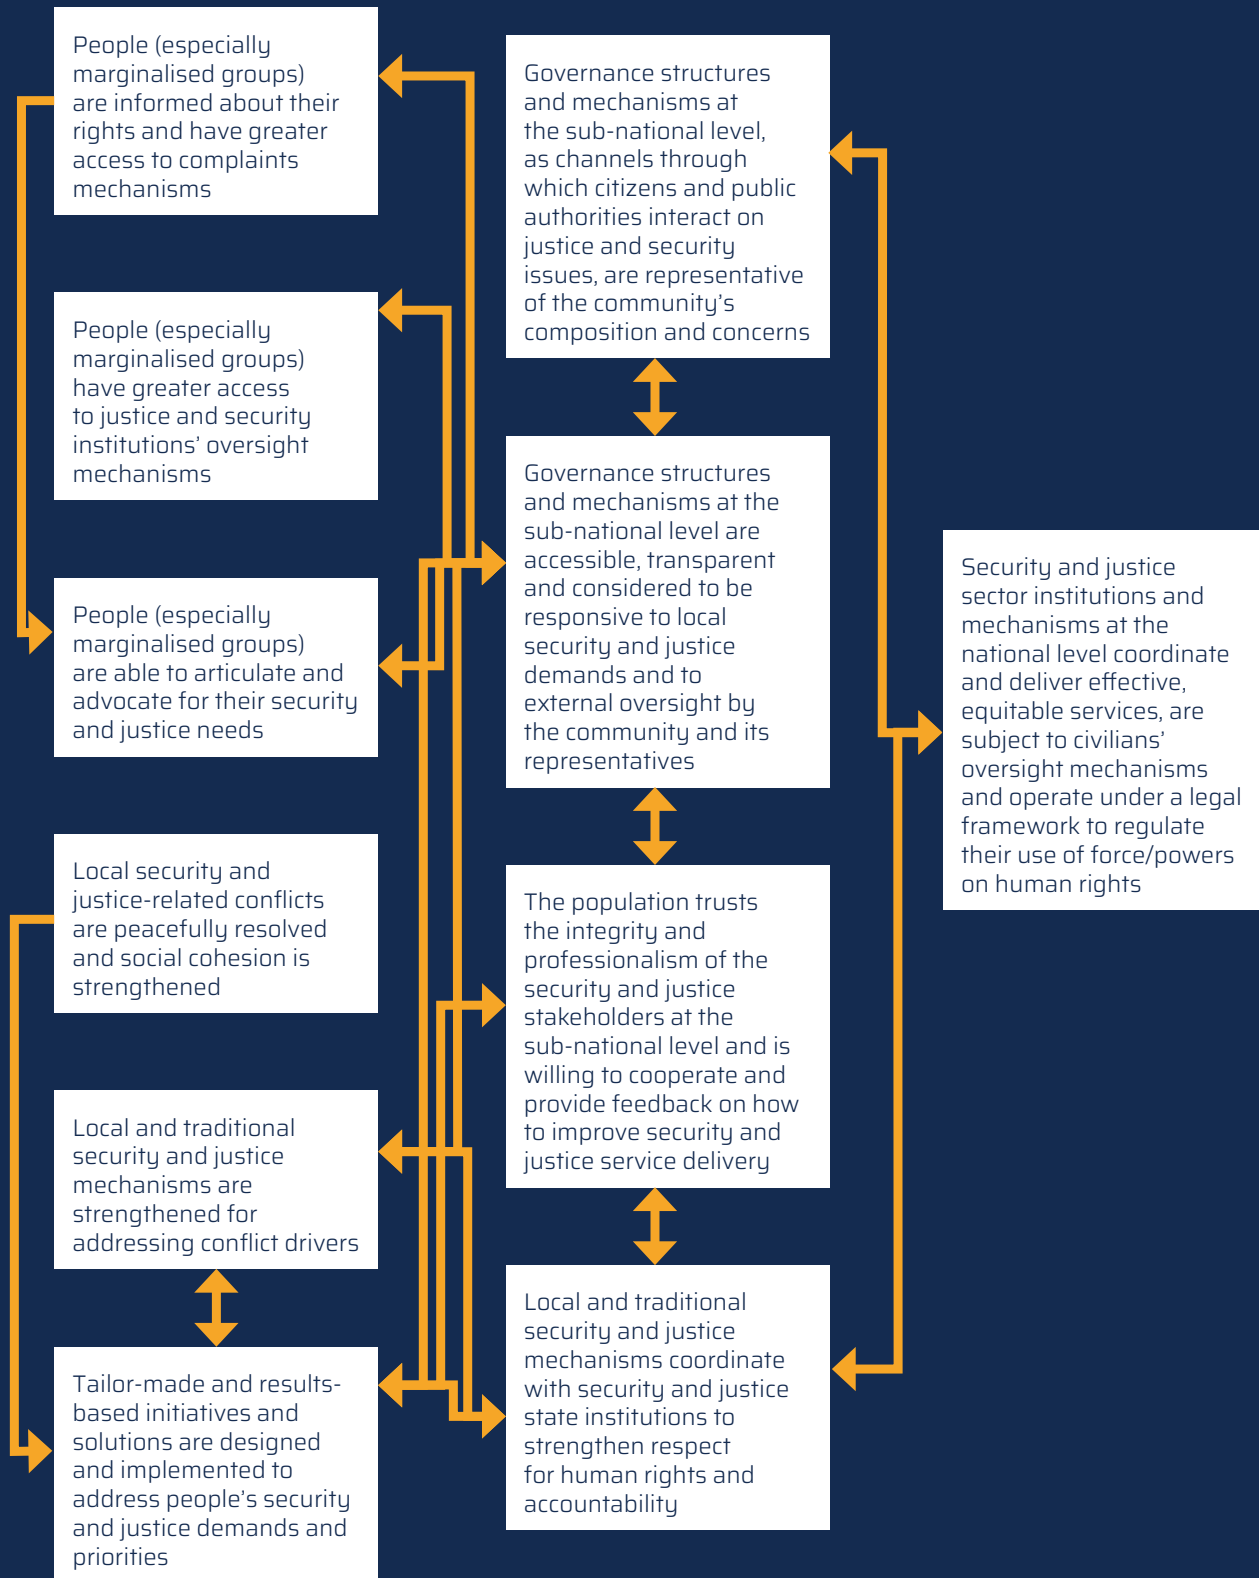 People (especially
marginalised groups)
are informed about their
rights and have greater
access to complaints
mechanisms
People (especially
marginalised groups)
have greater access
to justice and security
institutions’ oversight
mechanisms
People (especially
marginalised groups)
are able to articulate and
advocate for their security
and justice needs
Local security and
justice-related conflicts
are peacefully resolved
and social cohesion is
strengthened
Local and traditional
security and justice
mechanisms are
strengthened for
addressing conflict drivers
Tailor-made and results-
based initiatives and
solutions are designed
and implemented to
address people’s security
and justice demands and
priorities
Governance structures
and mechanisms at
the sub-national level,
as channels through
which citizens and public
authorities interact on
justice and security
issues, are representative
of the community’s
composition and concerns
Governance structures
and mechanisms at the
sub-national level are
accessible, transparent
and considered to be
responsive to local
security and justice
demands and to
external oversight by
the community and its
representatives
The population trusts
the integrity and
professionalism of the
security and justice
stakeholders at the
sub-national level and is
willing to cooperate and
provide feedback on how
to improve security and
justice service delivery
Local and traditional
security and justice
mechanisms coordinate
with security and justice
state institutions to
strengthen respect
for human rights and
accountability
Security and justice
sector institutions and
mechanisms at the
national level coordinate
and deliver effective,
equitable services, are
subject to civilians’
oversight mechanisms
and operate under a legal
framework to regulate
their use of force/powers
on human rights